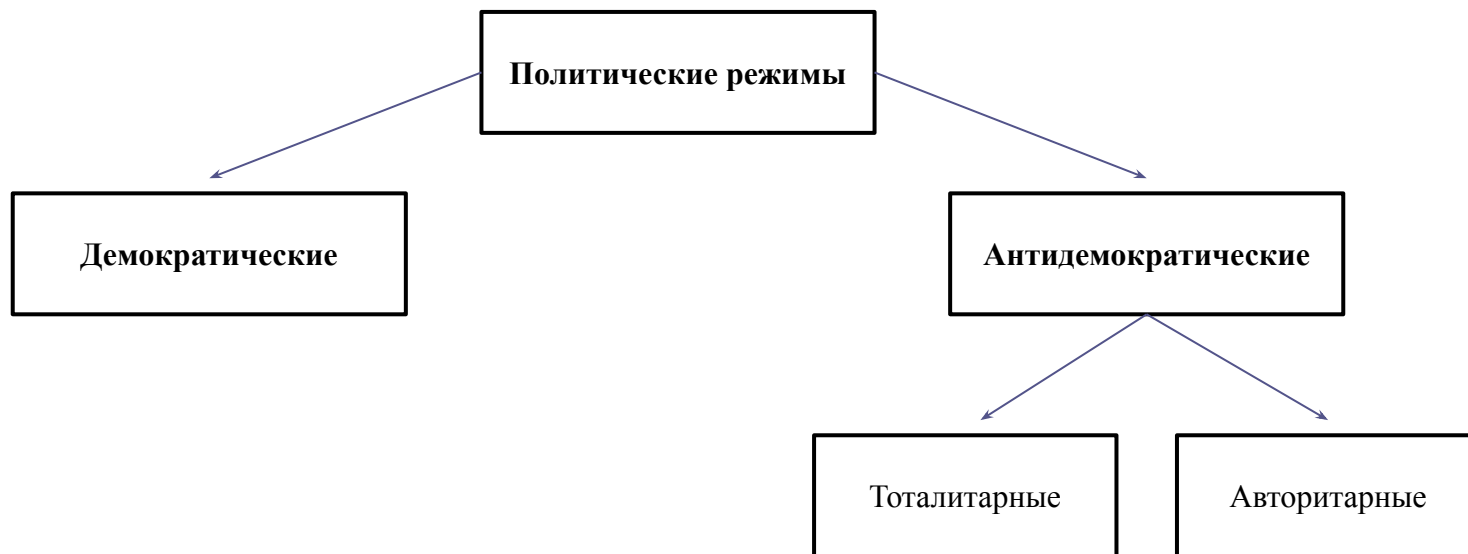 Политические режимы
Демократические
Антидемократические
Тоталитарные
Авторитарные